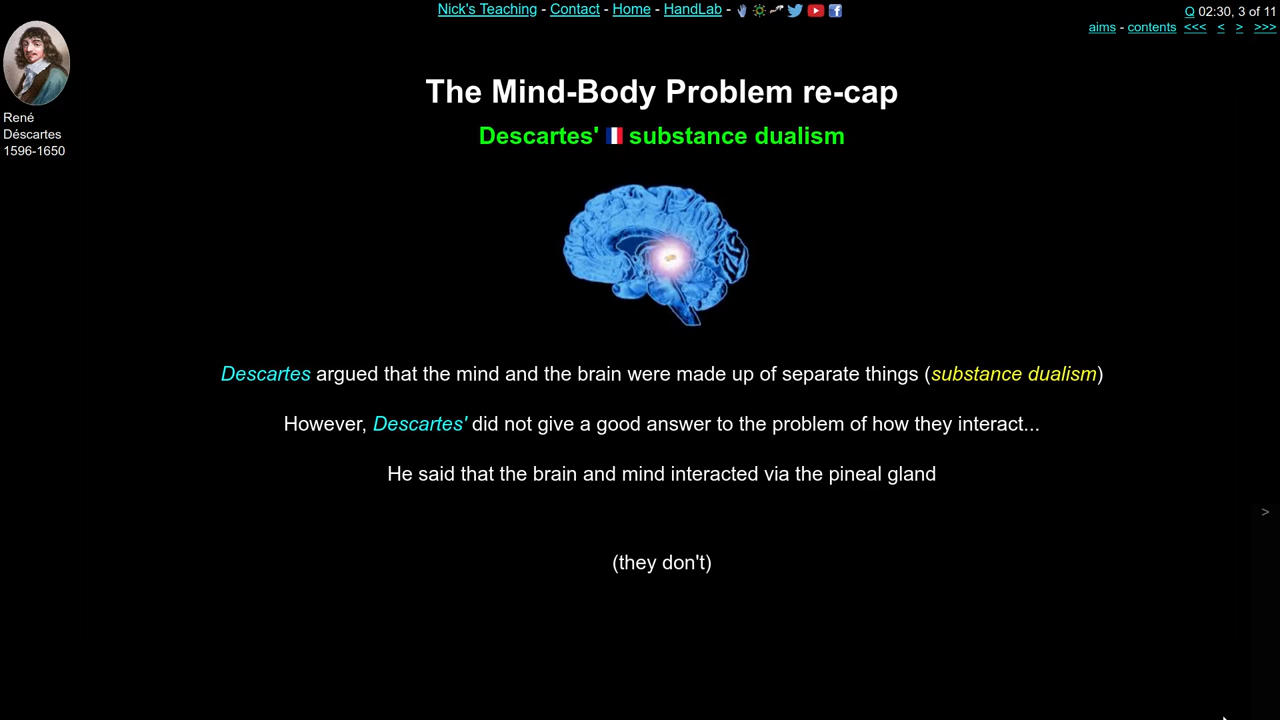 Nick's Teaching - Contact - Home - HandLab -
Q 02:30, 3 of 11
aims - contents <<< < > >>>
René
Déscartes
1596-1650
The Mind-Body Problem re-cap
Descartes' substance dualism
Descartes argued that the mind and the brain were made up of separate things (substance dualism)
However, Descartes' did not give a good answer to the problem of how they interact...
He said that the brain and mind interacted via the pineal gland
>
(they don't)